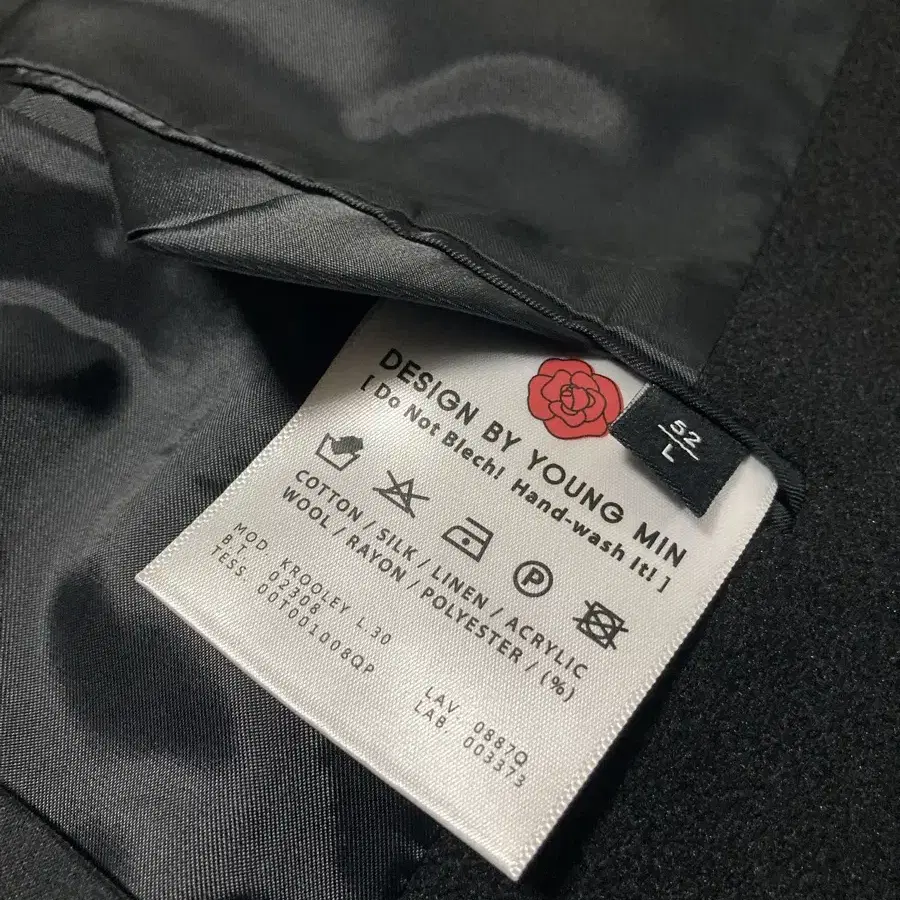 DESIGN BY YOUNG MIN
[ Do Not Blech! Hand-wash It! ]
52
L
P
COTTON / SILK / LINEN / ACRYLIC
WOOL / RAYON / POLYESTER / (%)
MOD. KROOLEY L.30
B.T. 02308
TESS. 00T001008QP
LAV. 0887Q
LAB. 003373